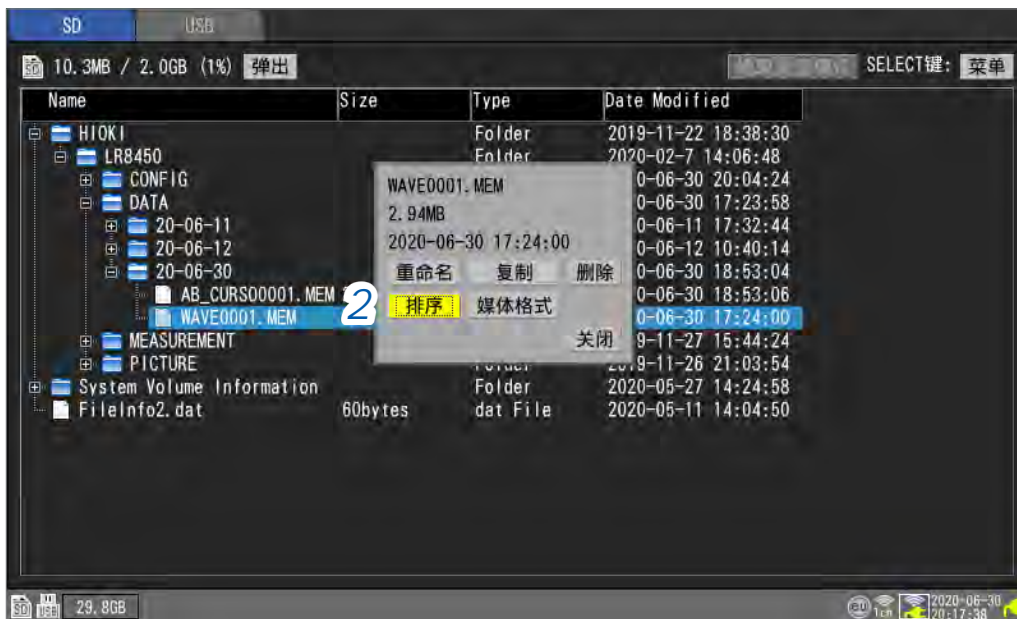 SD USB
10.3MB / 2.0GB (1%) 弹出 SELECT键: 菜单
Name Size Type Date Modified
HIOKI Folder 2019-11-22 18:38:30
LR8450 Folder 2020-02-7 14:06:48
CONFIG 0-06-30 20:04:24
DATA 0-06-30 17:23:58
20-06-11 0-06-11 17:32:44
20-06-12 0-06-12 10:40:14
20-06-30 0-06-30 18:53:04
AB_CURSO0001.MEM 0-06-30 18:53:06
WAVE0001.MEM 0-06-30 17:24:00
MEASUREMENT 9-11-27 15:44:24
PICTURE 2019-11-26 21:03:54
System Volume Information Folder 2020-05-27 14:24:58
FileInfo2.dat 60bytes dat File 2020-05-11 14:04:50
WAVE0001.MEM
2.94MB
2020-06-30 17:24:00
重命名 复制 删除
2 排序 媒体格式
关闭
SD USB 29.8GB 1ch 2020-06-30
20:17:38